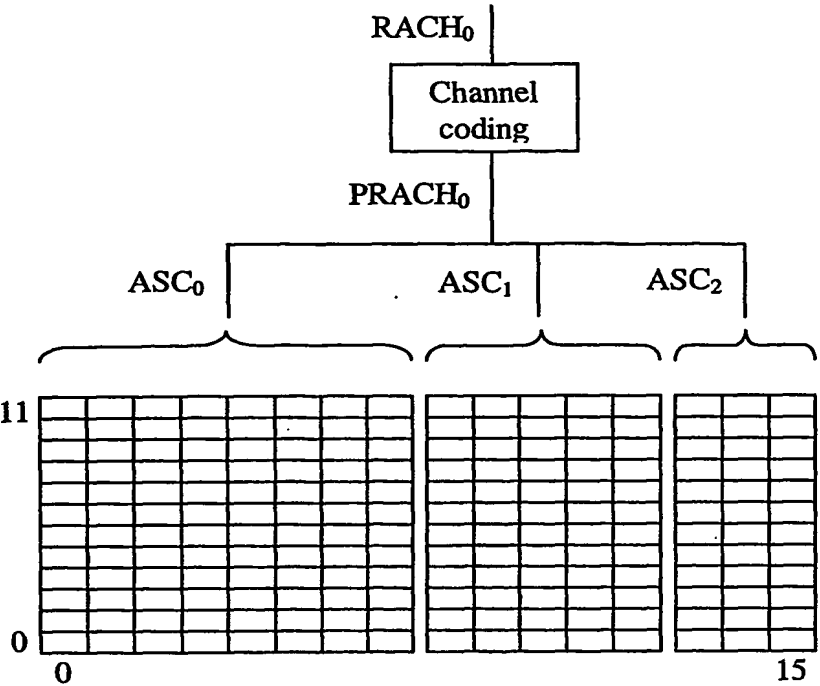 RACH₀
Channel
coding
PRACH₀
ASC₀
ASC₁
ASC₂
11
0
0
15